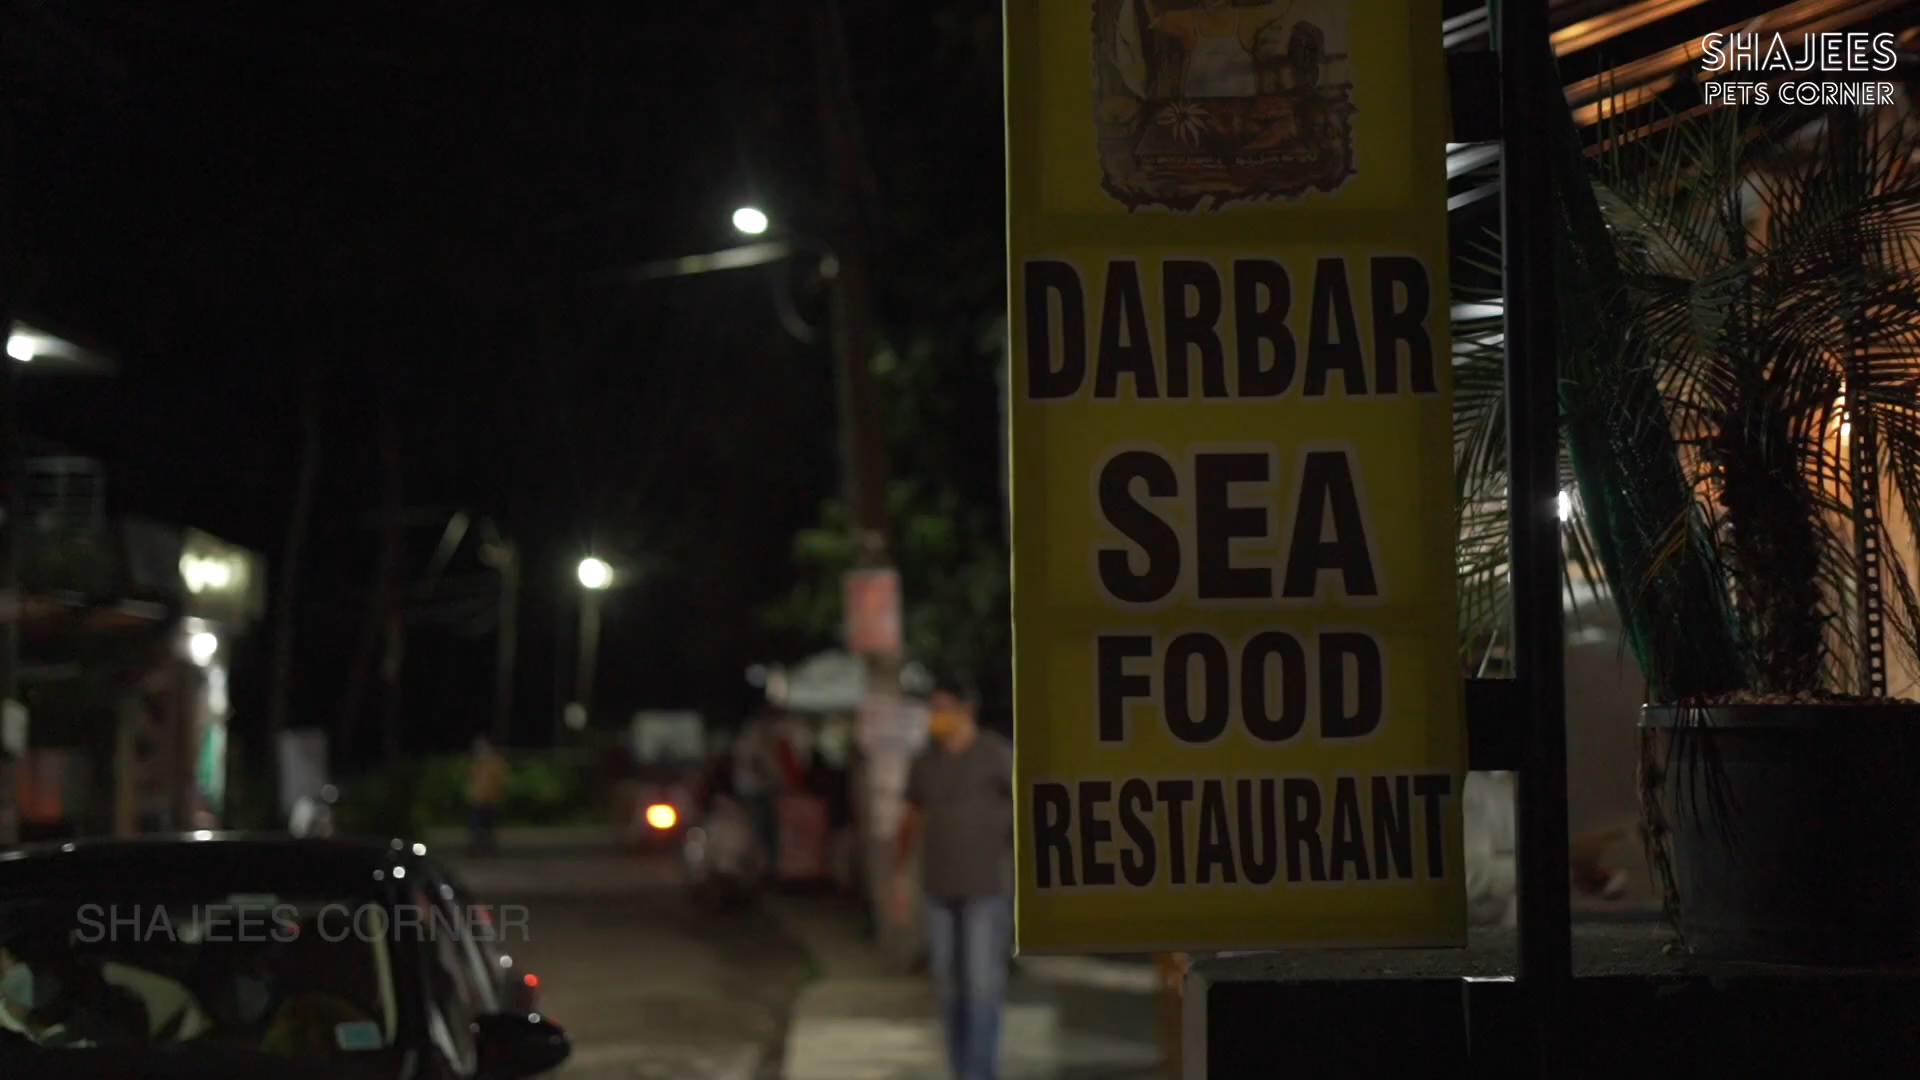 SHAJEES
PETS CORNER
DARBAR
SEA
FOOD
RESTAURANT
SHAJEES CORNER